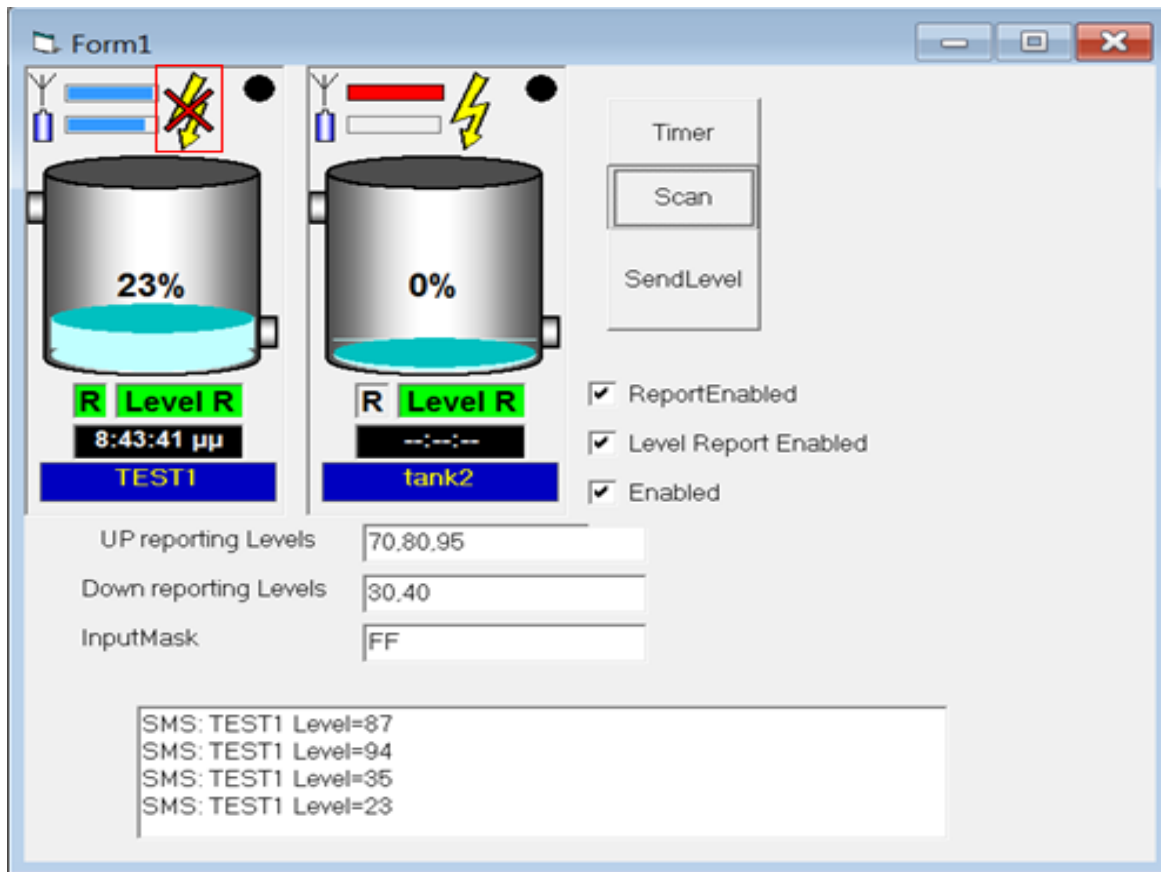 Form1
23%
R Level R
8:43:41 μμ
TEST1
0%
R Level R
--:--:--
tank2
Timer
Scan
SendLevel
ReportEnabled
Level Report Enabled
Enabled
UP reporting Levels 70,80,95
Down reporting Levels 30,40
InputMask FF
SMS: TEST1 Level=87
SMS: TEST1 Level=94
SMS: TEST1 Level=35
SMS: TEST1 Level=23